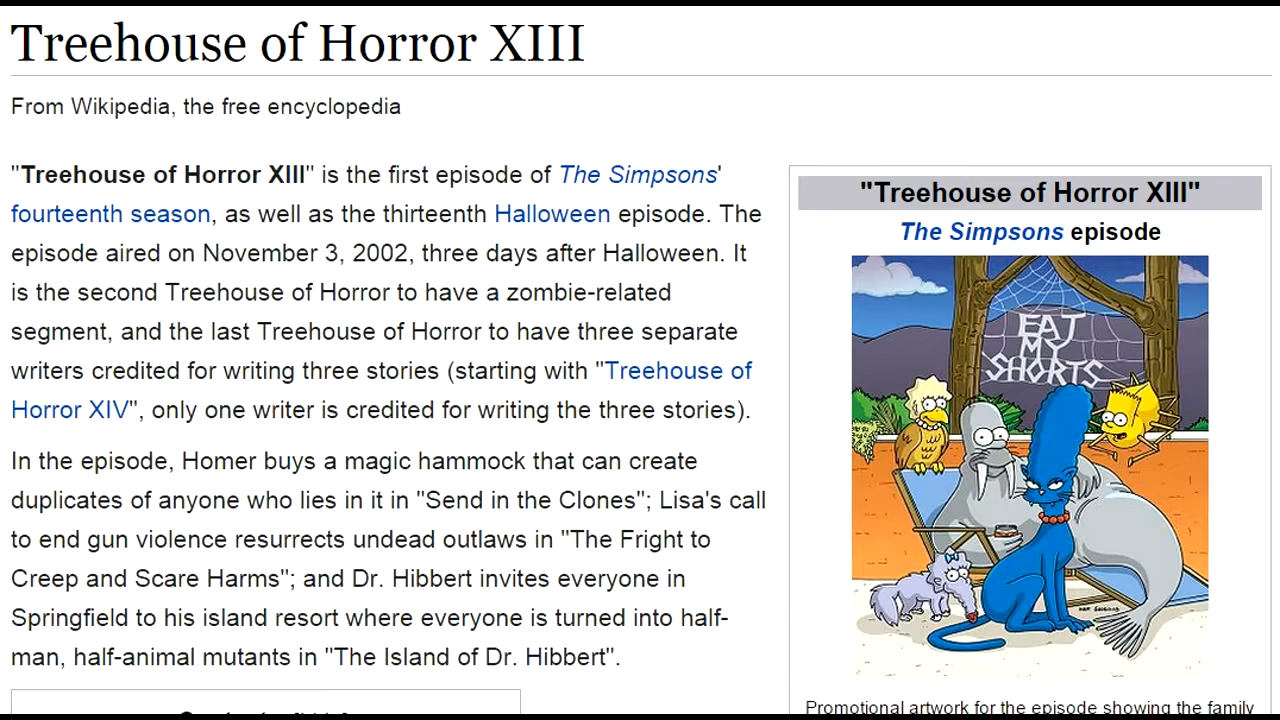 Treehouse of Horror XIII
From Wikipedia, the free encyclopedia
"Treehouse of Horror XIII" is the first episode of The Simpsons'
fourteenth season, as well as the thirteenth Halloween episode. The
episode aired on November 3, 2002, three days after Halloween. It
is the second Treehouse of Horror to have a zombie-related
segment, and the last Treehouse of Horror to have three separate
writers credited for writing three stories (starting with "Treehouse of
Horror XIV", only one writer is credited for writing the three stories).
In the episode, Homer buys a magic hammock that can create
duplicates of anyone who lies in it in "Send in the Clones"; Lisa's call
to end gun violence resurrects undead outlaws in "The Fright to
Creep and Scare Harms"; and Dr. Hibbert invites everyone in
Springfield to his island resort where everyone is turned into half-
man, half-animal mutants in "The Island of Dr. Hibbert".
"Treehouse of Horror XIII"
The Simpsons episode
EAT
MY
SHORTS
Promotional artwork for the episode showing the family